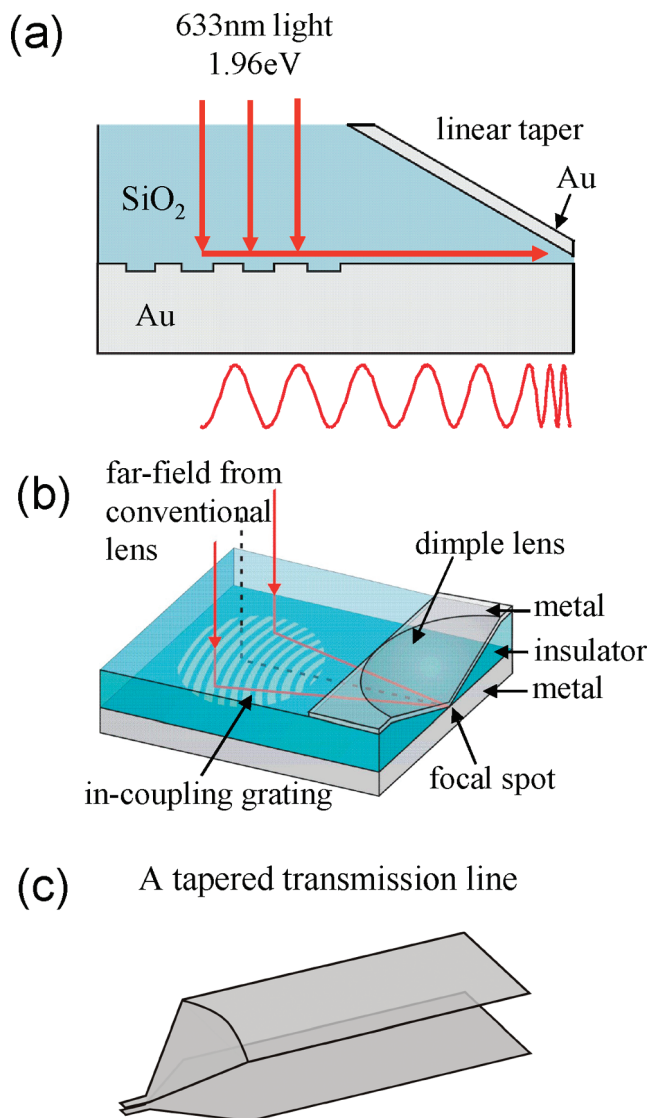 (a)
633nm light
1.96eV
linear taper
Au
SiO₂
Au
(b)
far-field from
conventional
lens
dimple lens
metal
insulator
metal
focal spot
in-coupling grating
(c)
A tapered transmission line